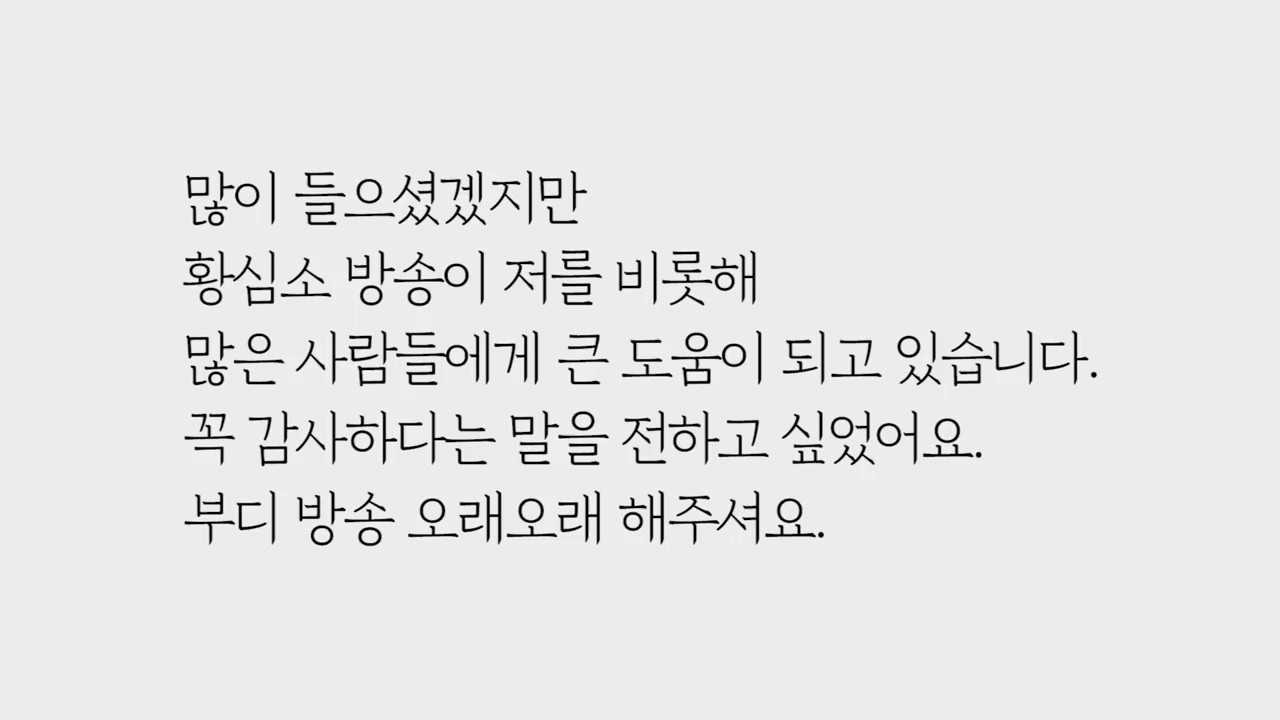 많이 들으셨겠지만
황심소 방송이 저를 비롯해
많은 사람들에게 큰 도움이 되고 있습니다.
꼭 감사하다는 말을 전하고 싶었어요.
부디 방송 오래오래 해주셔요.